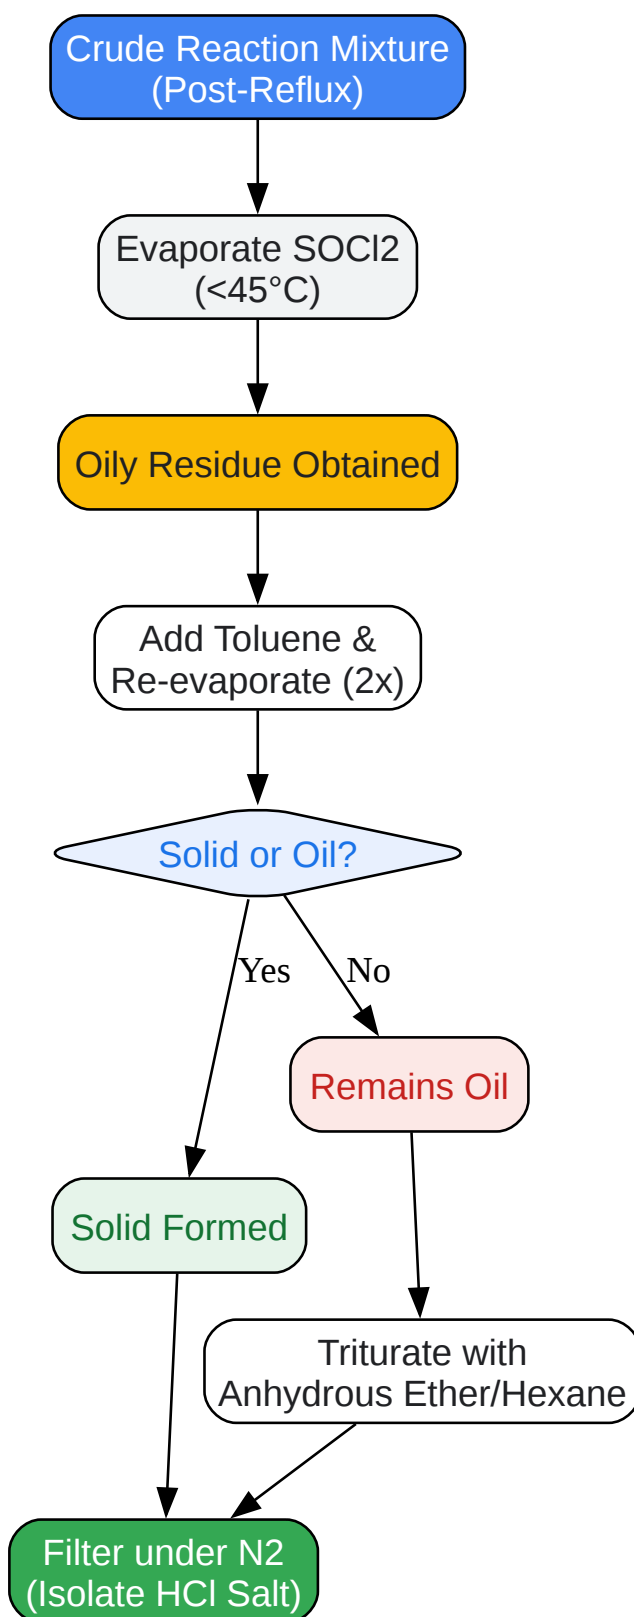 Crude Reaction Mixture
(Post-Reflux)
Evaporate SOCl2
(<45°C)
Oily Residue Obtained
Add Toluene &
Re-evaporate (2x)
Solid or Oil?
Yes
No
Remains Oil
Solid Formed
Triturate with
Anhydrous Ether/Hexane
Filter under N2
(Isolate HCl Salt)